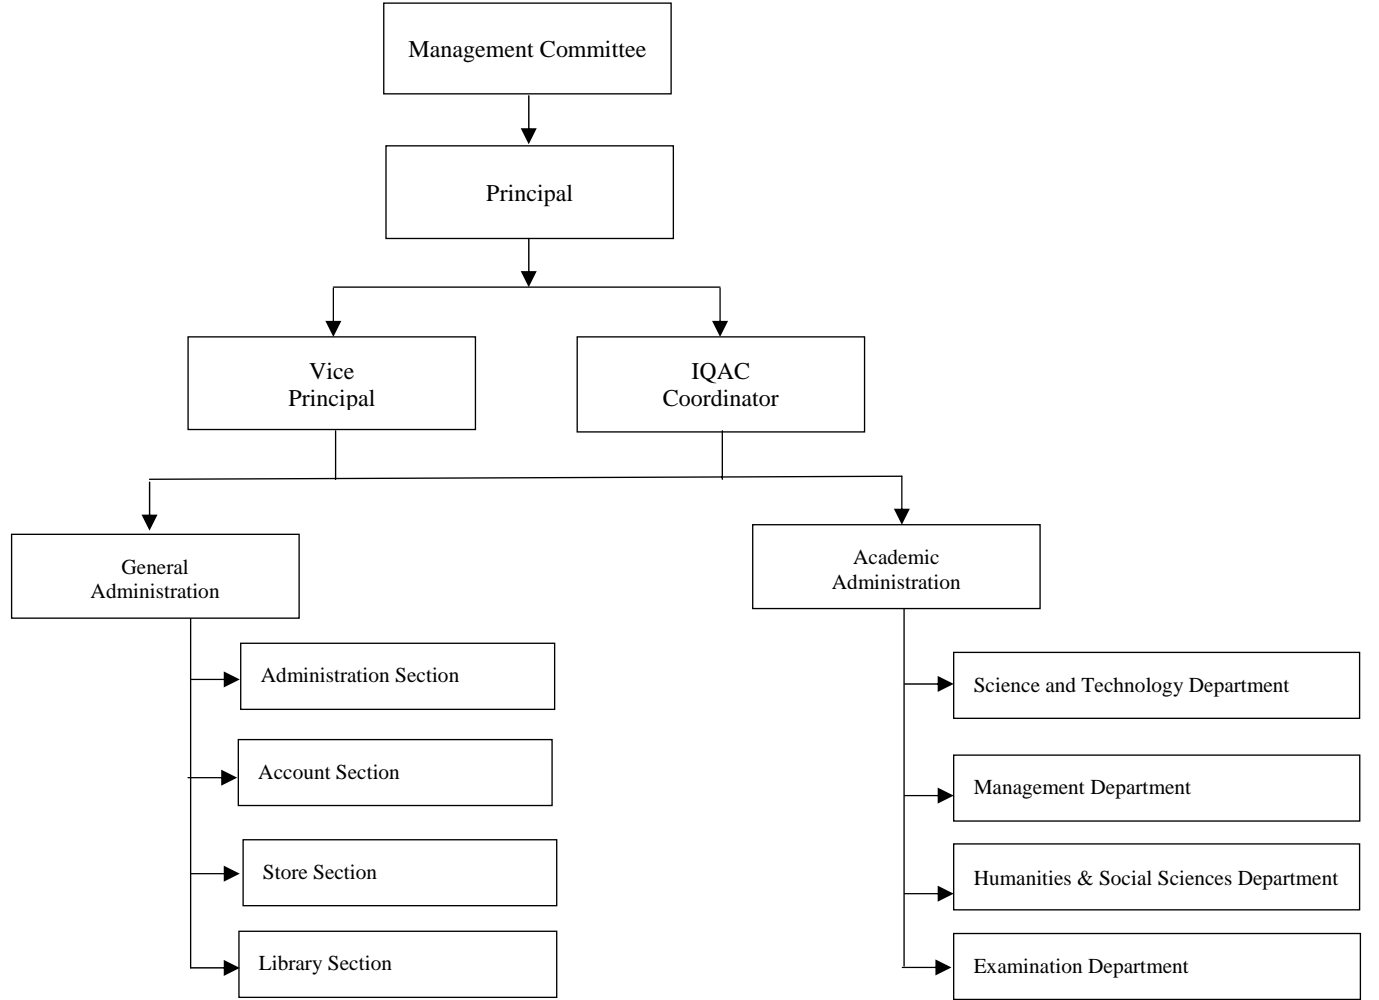 Management Committee
Principal
Vice
Principal
IQAC
Coordinator
General
Administration
Academic
Administration
Administration Section
Account Section
Store Section
Library Section
Science and Technology Department
Management Department
Humanities & Social Sciences Department
Examination Department